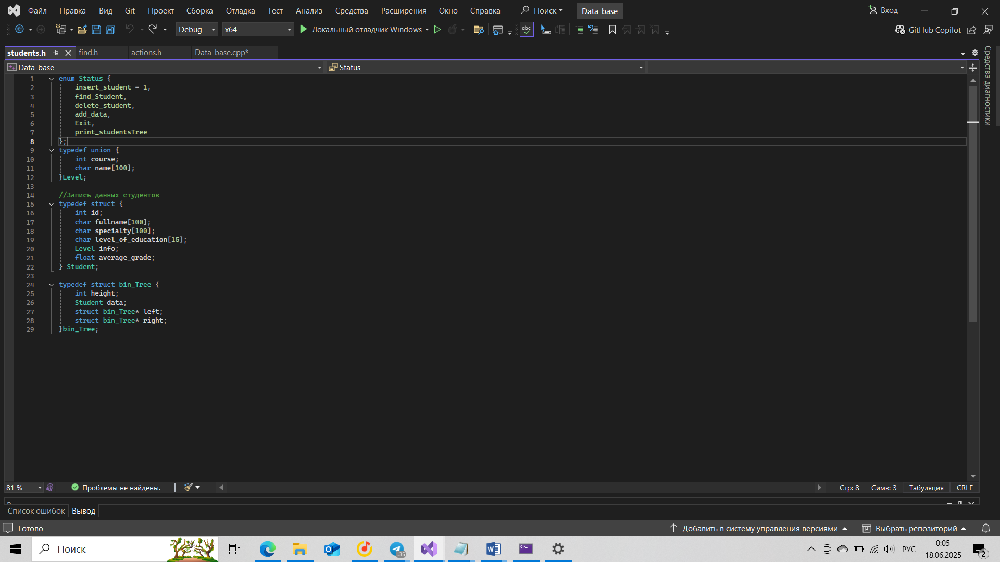 Файл Правка Вид Git Проект Сборка Отладка Тест Анализ Средства Расширения Окно Справка Поиск Data_base Вход
Debug x64 Локальный отладчик Windows abc GitHub Copilot
students.h find.h actions.h Data_base.cpp*
Data_base Status
Средства диагностики
1 enum Status {
2 insert_student = 1,
3 find_Student,
4 delete_student,
5 add_data,
6 Exit,
7 print_studentsTree
8 };
9 typedef union {
10 int course;
11 char name[100];
12 }Level;
13
14 //Запись данных студентов
15 typedef struct {
16 int id;
17 char fullname[100];
18 char specialty[100];
19 char level_of_education[15];
20 Level info;
21 float average_grade;
22 } Student;
23
24 typedef struct bin_Tree {
25 int height;
26 Student data;
27 struct bin_Tree* left;
28 struct bin_Tree* right;
29 }bin_Tree;
81 % Проблемы не найдены. Стр: 8 Симв: 3 Табуляция CRLF
Вывод
Список ошибок Вывод
Готово Добавить в систему управления версиями Выбрать репозиторий
Поиск 35 РУС 0:05
18.06.2025 2